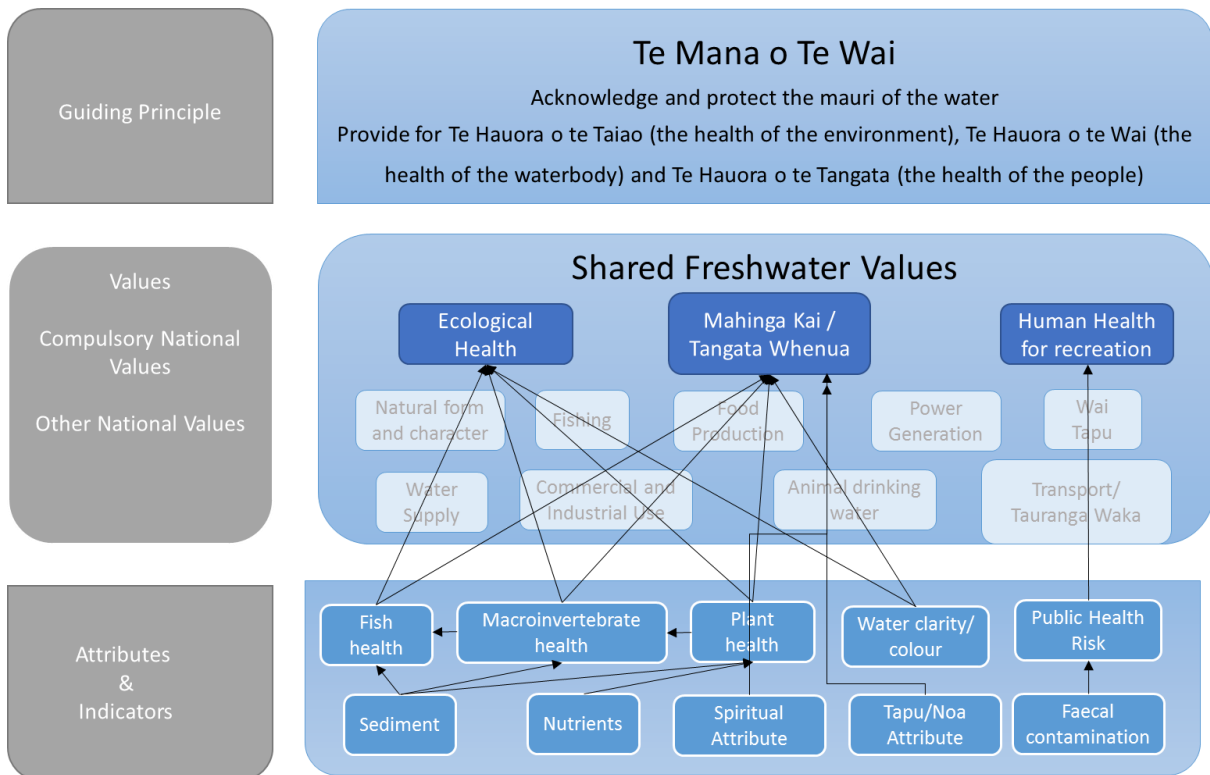 Guiding Principle
Te Mana o Te Wai
Acknowledge and protect the mauri of the water
Provide for Te Hauora o te Taiao (the health of the environment), Te Hauora o te Wai (the
health of the waterbody) and Te Hauora o te Tangata (the health of the people)
Values
Compulsory National
Values
Other National Values
Shared Freshwater Values
Ecological
Health
Mahinga Kai /
Tangata Whenua
Human Health
for recreation
Natural form
and character
Fishing
Food
Production
Power
Generation
Wai
Tapu
Water
Supply
Commercial and
Industrial Use
Animal drinking
water
Transport/
Tauranga Waka
Attributes
&
Indicators
Fish
health
Macroinvertebrate
health
Plant
health
Water clarity/
colour
Public Health
Risk
Sediment
Nutrients
Spiritual
Attribute
Tapu/Noa
Attribute
Faecal
contamination